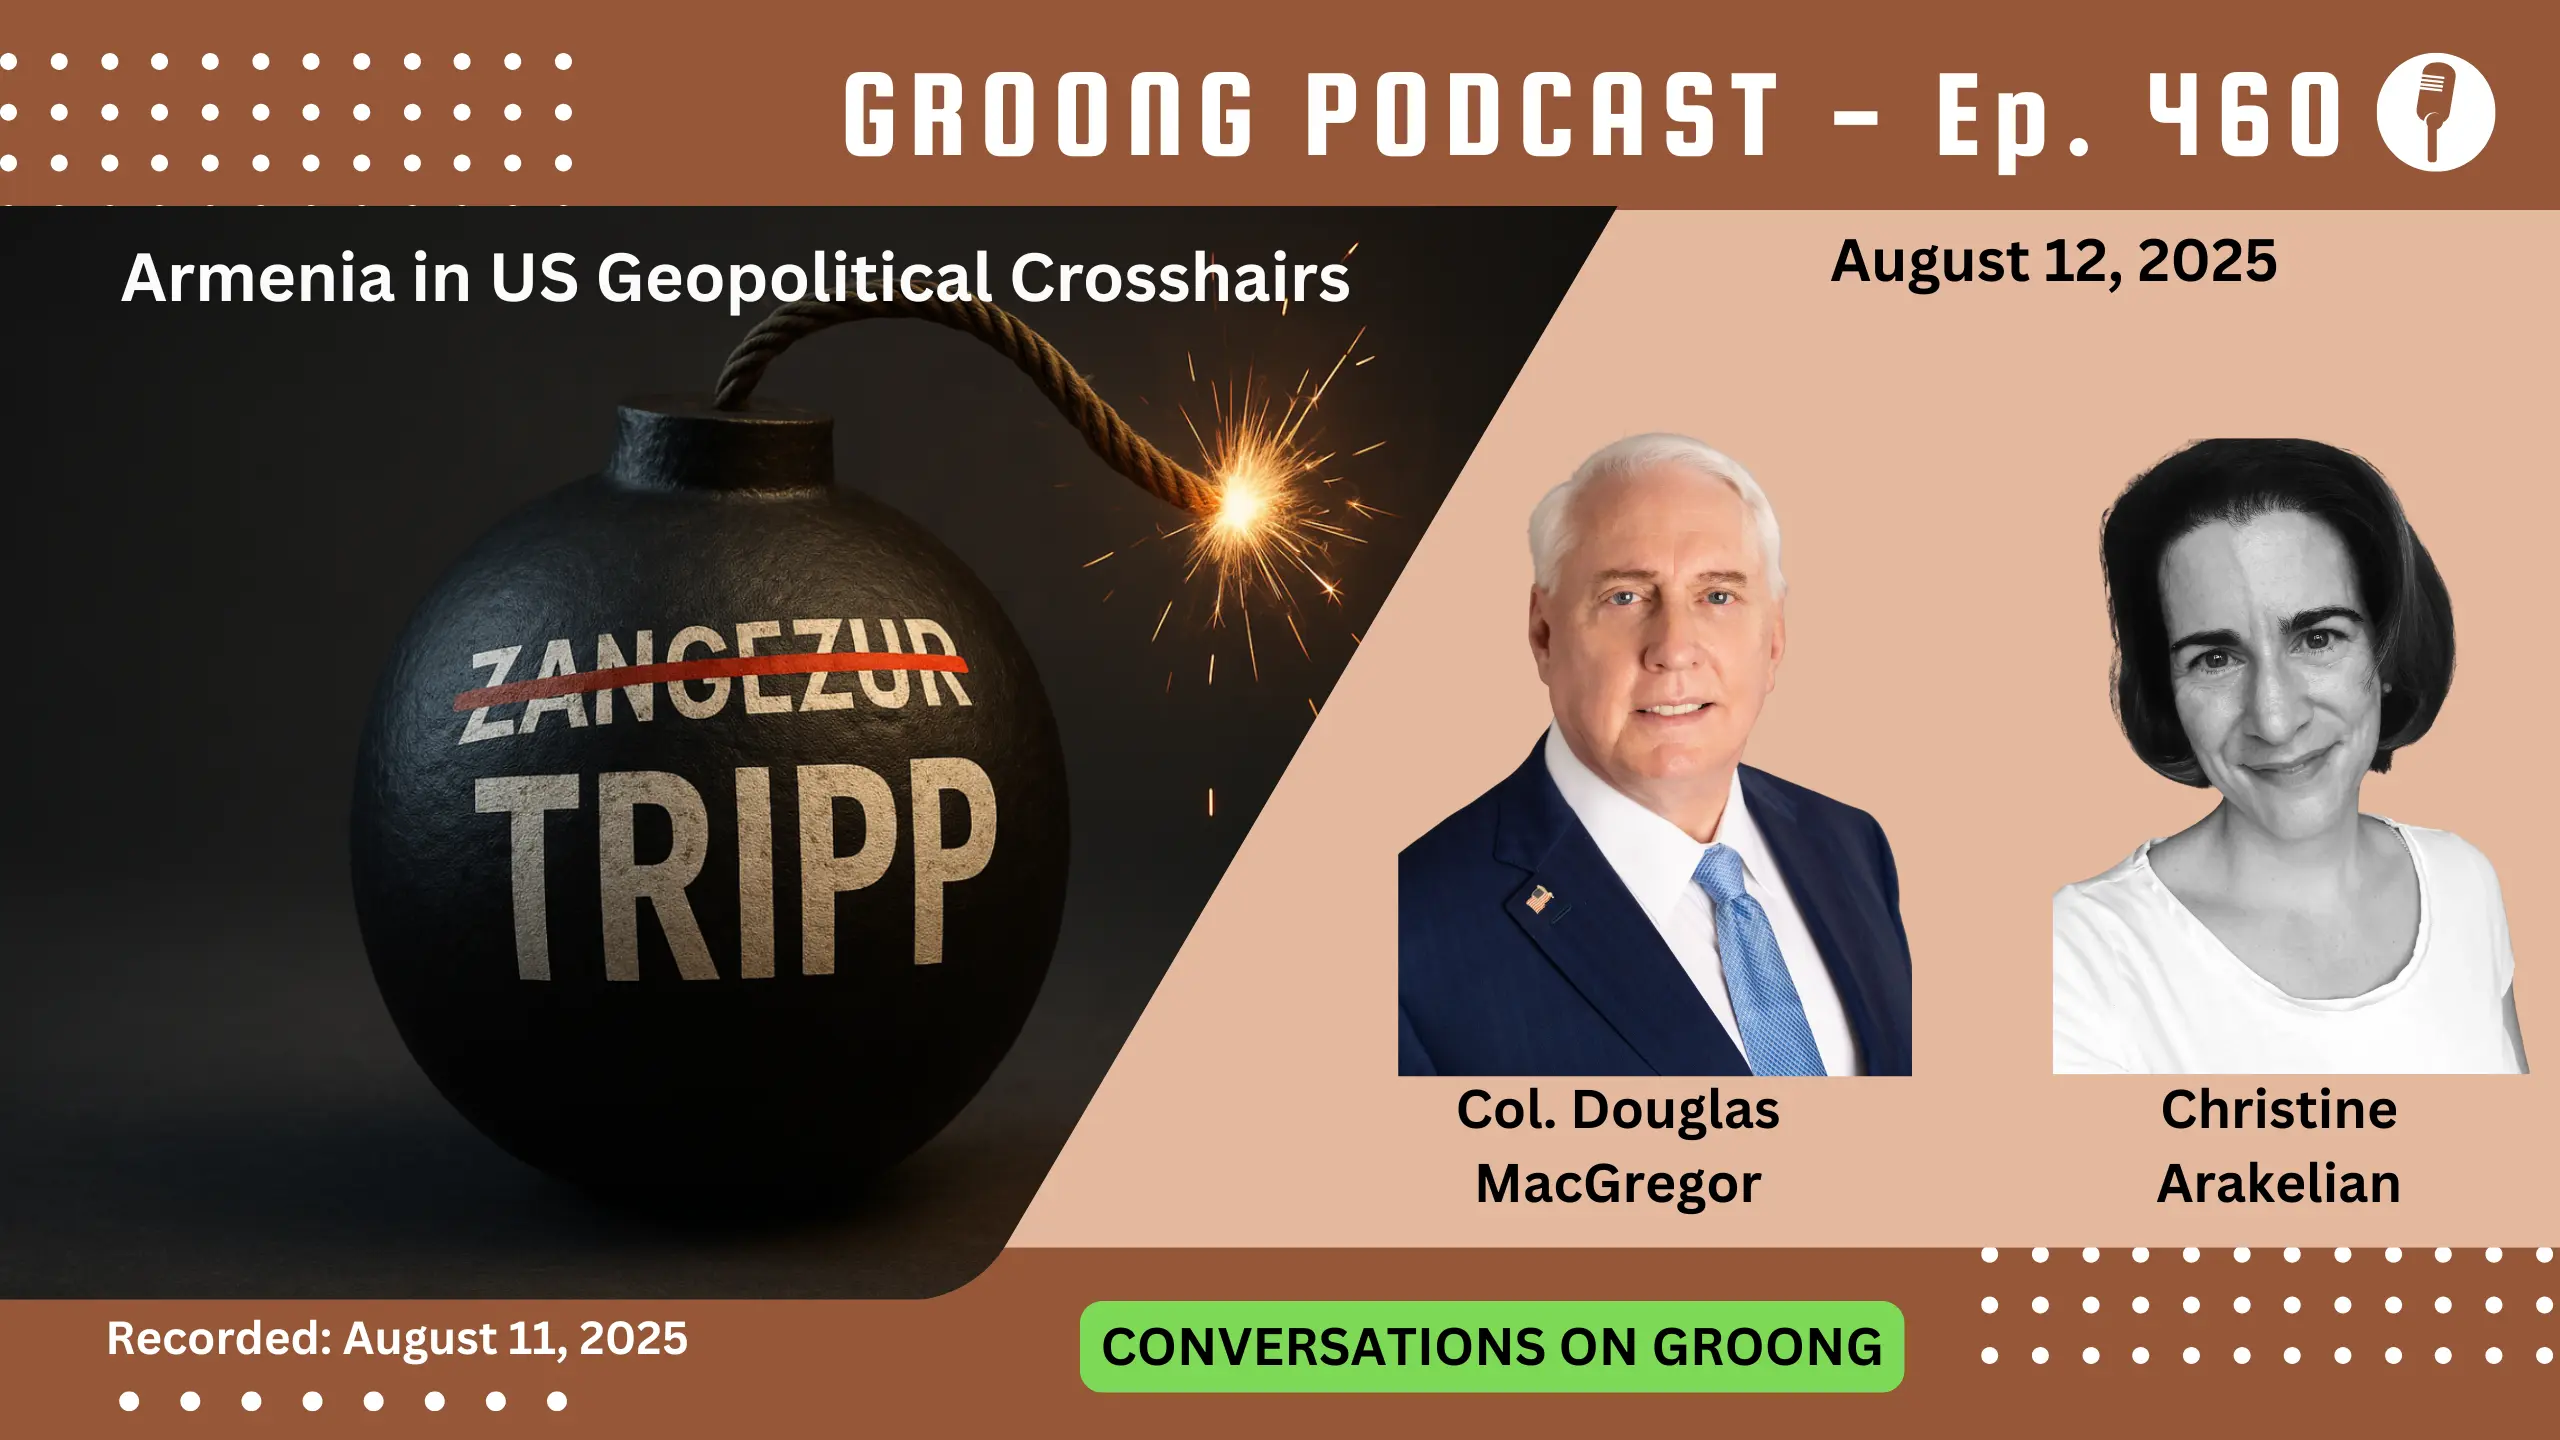 GROONG PODCAST – Ep. 460
Armenia in US Geopolitical Crosshairs
August 12, 2025
ZANGEZUR
TRIPP
Col. Douglas
MacGregor
Christine
Arakelian
Recorded: August 11, 2025
CONVERSATIONS ON GROONG